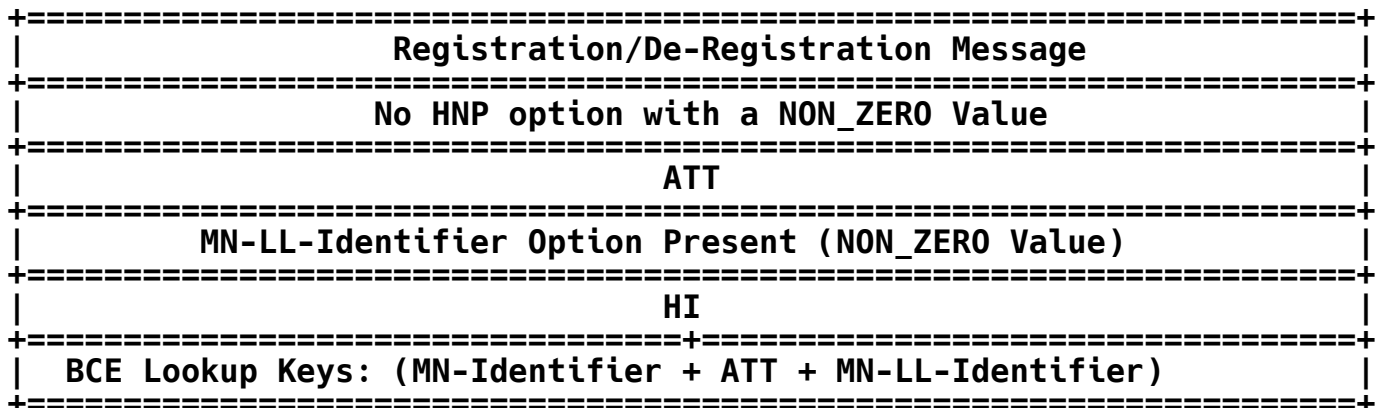 +==================================================================+
| Registration/De-Registration Message |
+==================================================================+
| No HNP option with a NON_ZERO Value |
+==================================================================+
| ATT |
+==================================================================+
| MN-LL-Identifier Option Present (NON_ZERO Value) |
+==================================================================+
| HI |
+==================================+===============================+
| BCE Lookup Keys: (MN-Identifier + ATT + MN-LL-Identifier) |
+==================================================================+